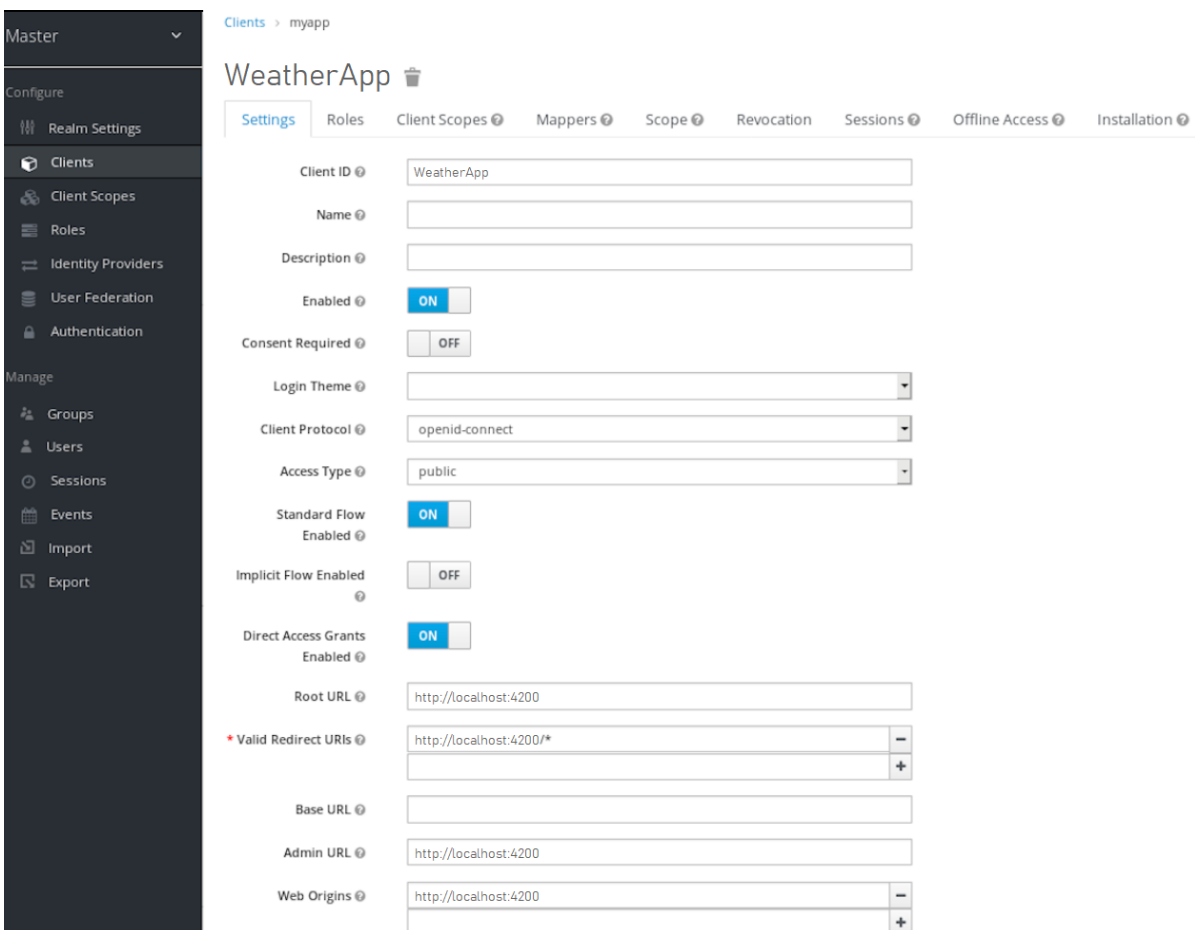 Master
Configure
Realm Settings
Clients
Client Scopes
Roles
Identity Providers
User Federation
Authentication
Manage
Groups
Users
Sessions
Events
Import
Export
Clients > myapp
WeatherApp
Settings Roles Client Scopes Mappers Scope Revocation Sessions Offline Access Installation
Client ID WeatherApp
Name
Description
Enabled ON
Consent Required OFF
Login Theme
Client Protocol openid-connect
Access Type public
Standard Flow ON
Enabled
Implicit Flow Enabled OFF
Direct Access Grants ON
Enabled
Root URL http://localhost:4200
* Valid Redirect URIs http://localhost:4200/*
Base URL
Admin URL http://localhost:4200
Web Origins http://localhost:4200